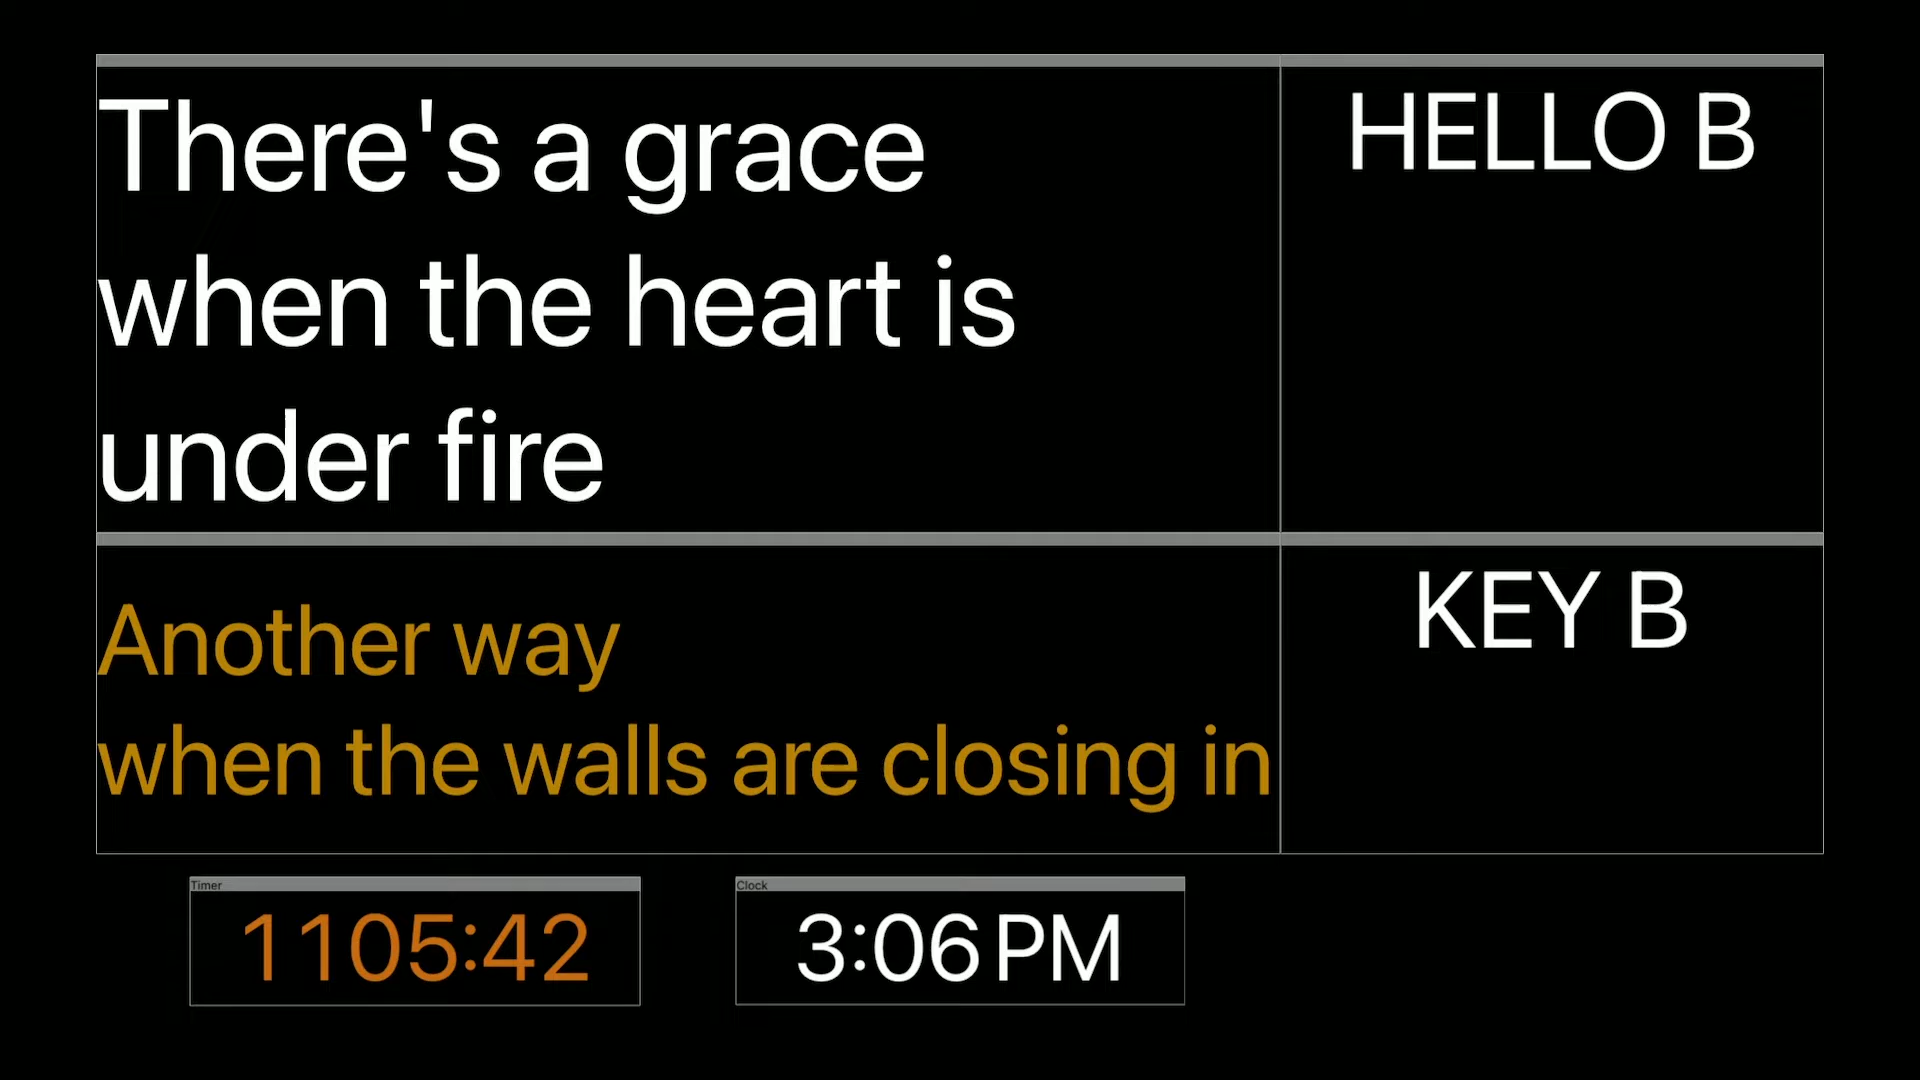 There's a grace
when the heart is
under fire
HELLO B
Another way
when the walls are closing in
KEY B
Timer
1105:42
Clock
3:06 PM